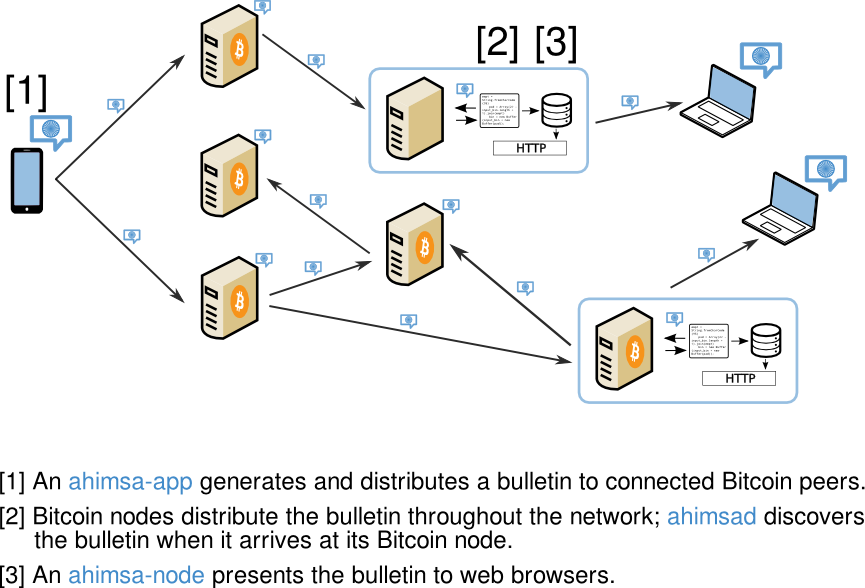 [1]
[2] [3]
HTTP
HTTP
[1] An ahimsa-app generates and distributes a bulletin to connected Bitcoin peers.
[2] Bitcoin nodes distribute the bulletin throughout the network; ahimsad discovers
the bulletin when it arrives at its Bitcoin node.
[3] An ahimsa-node presents the bulletin to web browsers.